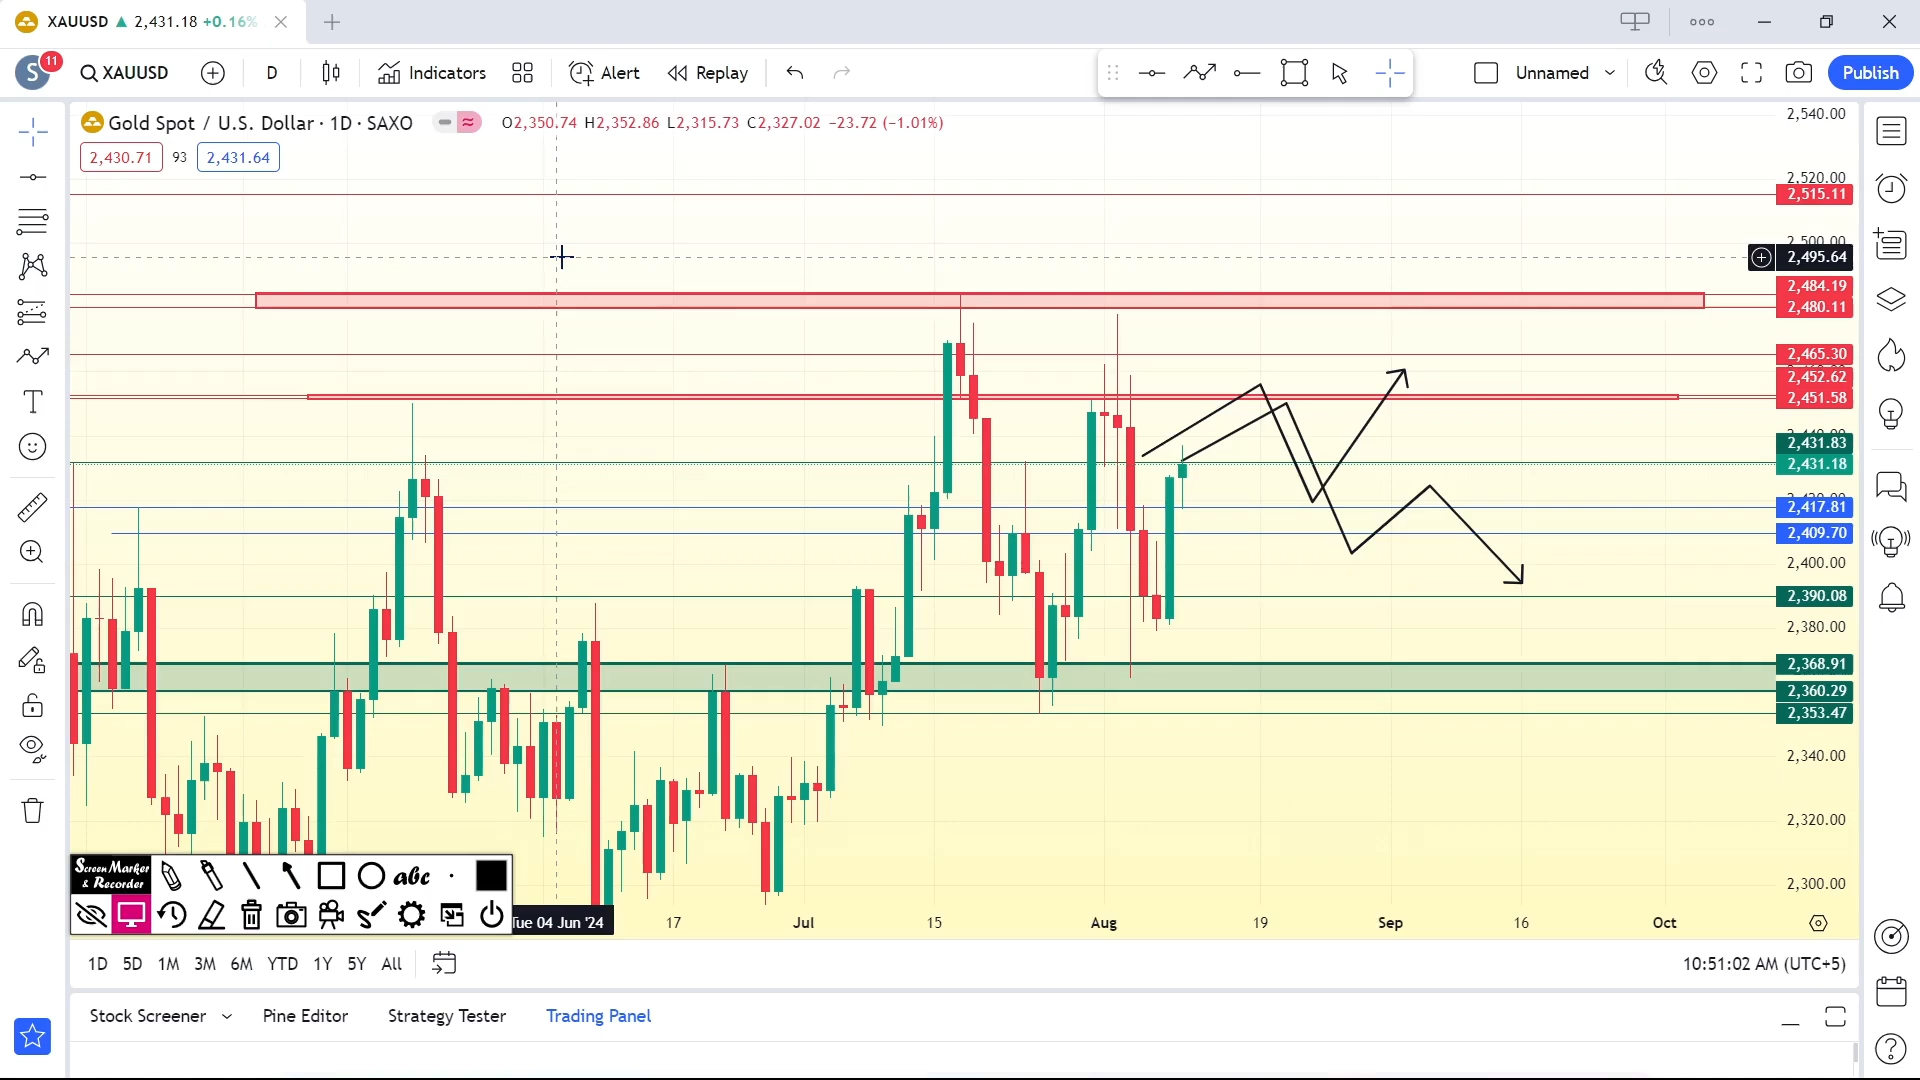 XAUUSD ▲ 2,431.18 +0.16%
S 11 XAUUSD D Indicators Alert Replay Unnamed Publish
Gold Spot / U.S. Dollar · 1D · SAXO O2,350.74 H2,352.86 L2,315.73 C2,327.02 −23.72 (−1.01%)
2,430.71 93 2,431.64
2,540.00
2,520.00
2,515.11
2,500.00
2,495.64
2,484.19
2,480.11
2,465.30
2,452.62
2,451.58
2,431.83
2,431.18
2,417.81
2,409.70
2,400.00
2,390.08
2,380.00
2,368.91
2,360.29
2,353.47
2,340.00
2,320.00
2,300.00
Screen Marker
& Recorder
abc
Tue 04 Jun '24 17 Jul 15 Aug 19 Sep 16 Oct
1D 5D 1M 3M 6M YTD 1Y 5Y All 10:51:02 AM (UTC+5)
Stock Screener Pine Editor Strategy Tester Trading Panel